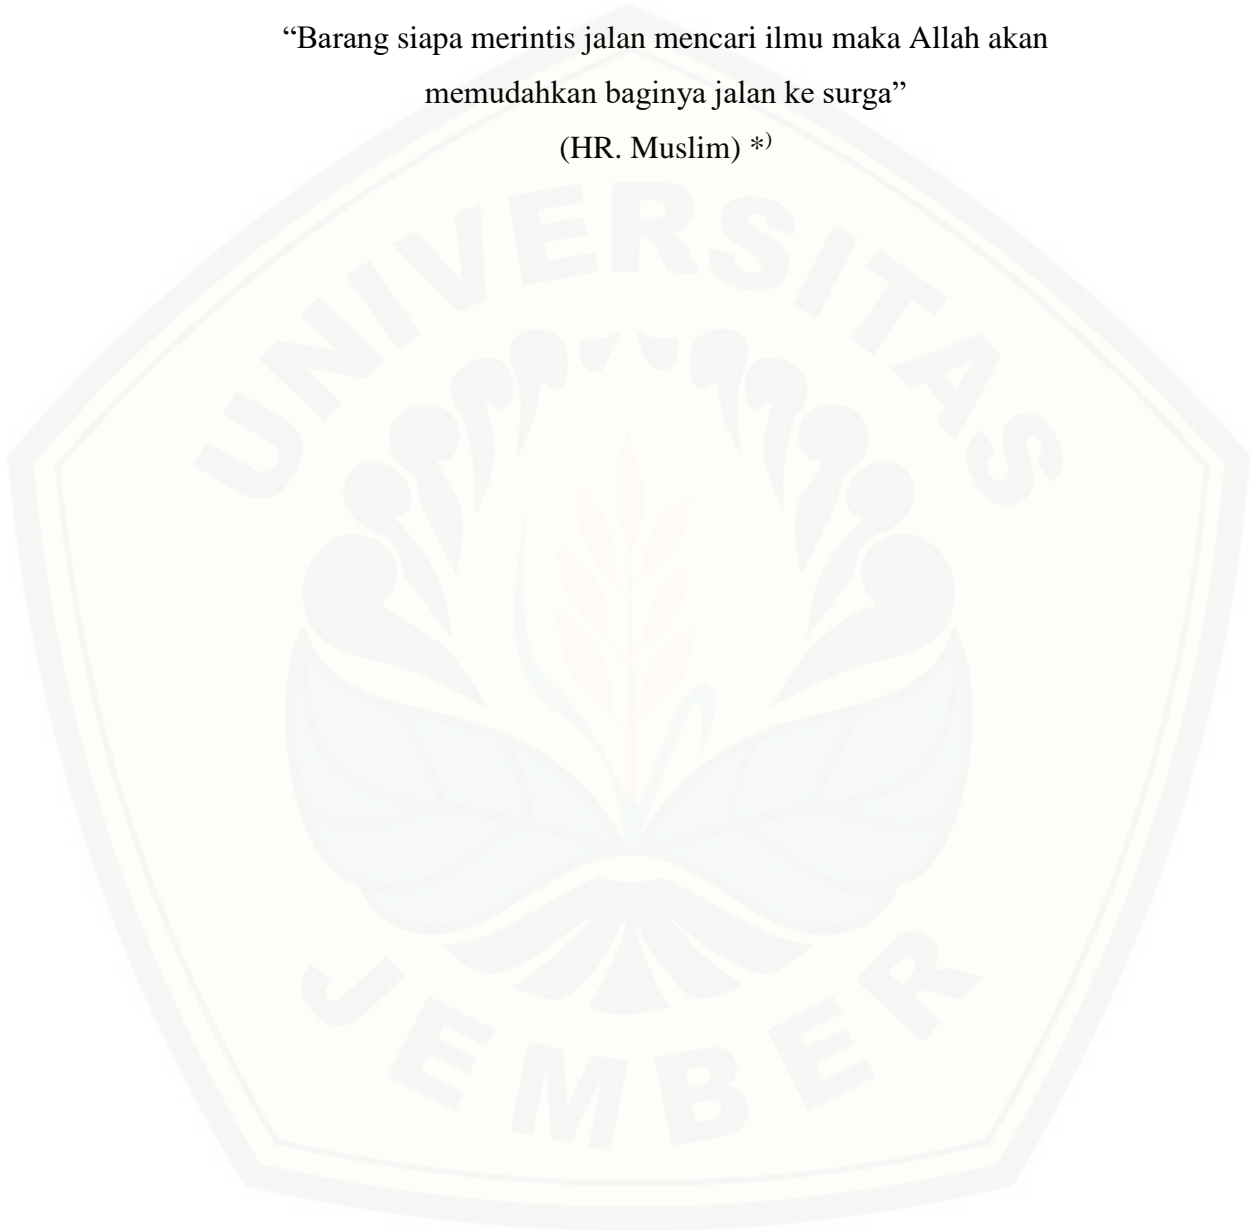 “Barang siapa merintis jalan mencari ilmu maka Allah akan
memudahkan baginya jalan ke surga”
(HR. Muslim) *)
UNIVERSITAS
JEMBER